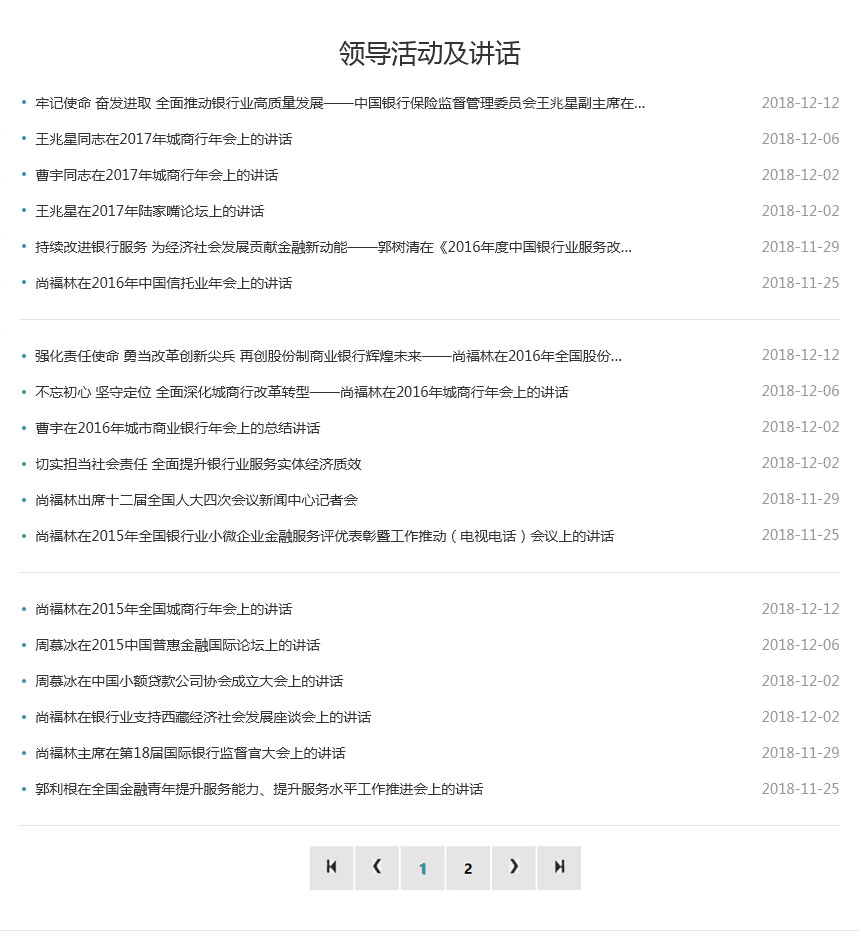 领导活动及讲话
牢记使命 奋发进取 全面推动银行业高质量发展——中国银行保险监督管理委员会王兆星副主席在... 2018-12-12
王兆星同志在2017年城商行年会上的讲话 2018-12-06
曹宇同志在2017年城商行年会上的讲话 2018-12-02
王兆星在2017年陆家嘴论坛上的讲话 2018-12-02
持续改进银行服务 为经济社会发展贡献金融新动能——郭树清在《2016年度中国银行业服务改... 2018-11-29
尚福林在2016年中国信托业年会上的讲话 2018-11-25
强化责任使命 勇当改革创新尖兵 再创股份制商业银行辉煌未来——尚福林在2016年全国股份... 2018-12-12
不忘初心 坚守定位 全面深化城商行改革转型——尚福林在2016年城商行年会上的讲话 2018-12-06
曹宇在2016年城市商业银行年会上的总结讲话 2018-12-02
切实担当社会责任 全面提升银行业服务实体经济质效 2018-12-02
尚福林出席十二届全国人大四次会议新闻中心记者会 2018-11-29
尚福林在2015年全国银行业小微企业金融服务评优表彰暨工作推动（电视电话）会议上的讲话 2018-11-25
尚福林在2015年全国城商行年会上的讲话 2018-12-12
周慕冰在2015中国普惠金融国际论坛上的讲话 2018-12-06
周慕冰在中国小额贷款公司协会成立大会上的讲话 2018-12-02
尚福林在银行业支持西藏经济社会发展座谈会上的讲话 2018-12-02
尚福林主席在第18届国际银行监督官大会上的讲话 2018-11-29
郭利根在全国金融青年提升服务能力、提升服务水平工作推进会上的讲话 2018-11-25
1 2